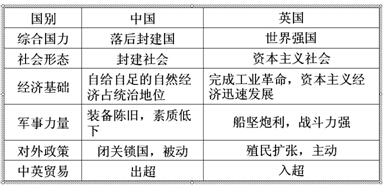 国别 中国 英国
综合国力 落后封建国 世界强国
社会形态 封建社会 资本主义社会
经济基础 自给自足的自然经济占统治地位 完成工业革命，资本主义经济迅速发展
军事力量 装备陈旧，素质低下 船坚炮利，战斗力强
对外政策 闭关锁国，被动 殖民扩张，主动
中英贸易 出超 入超